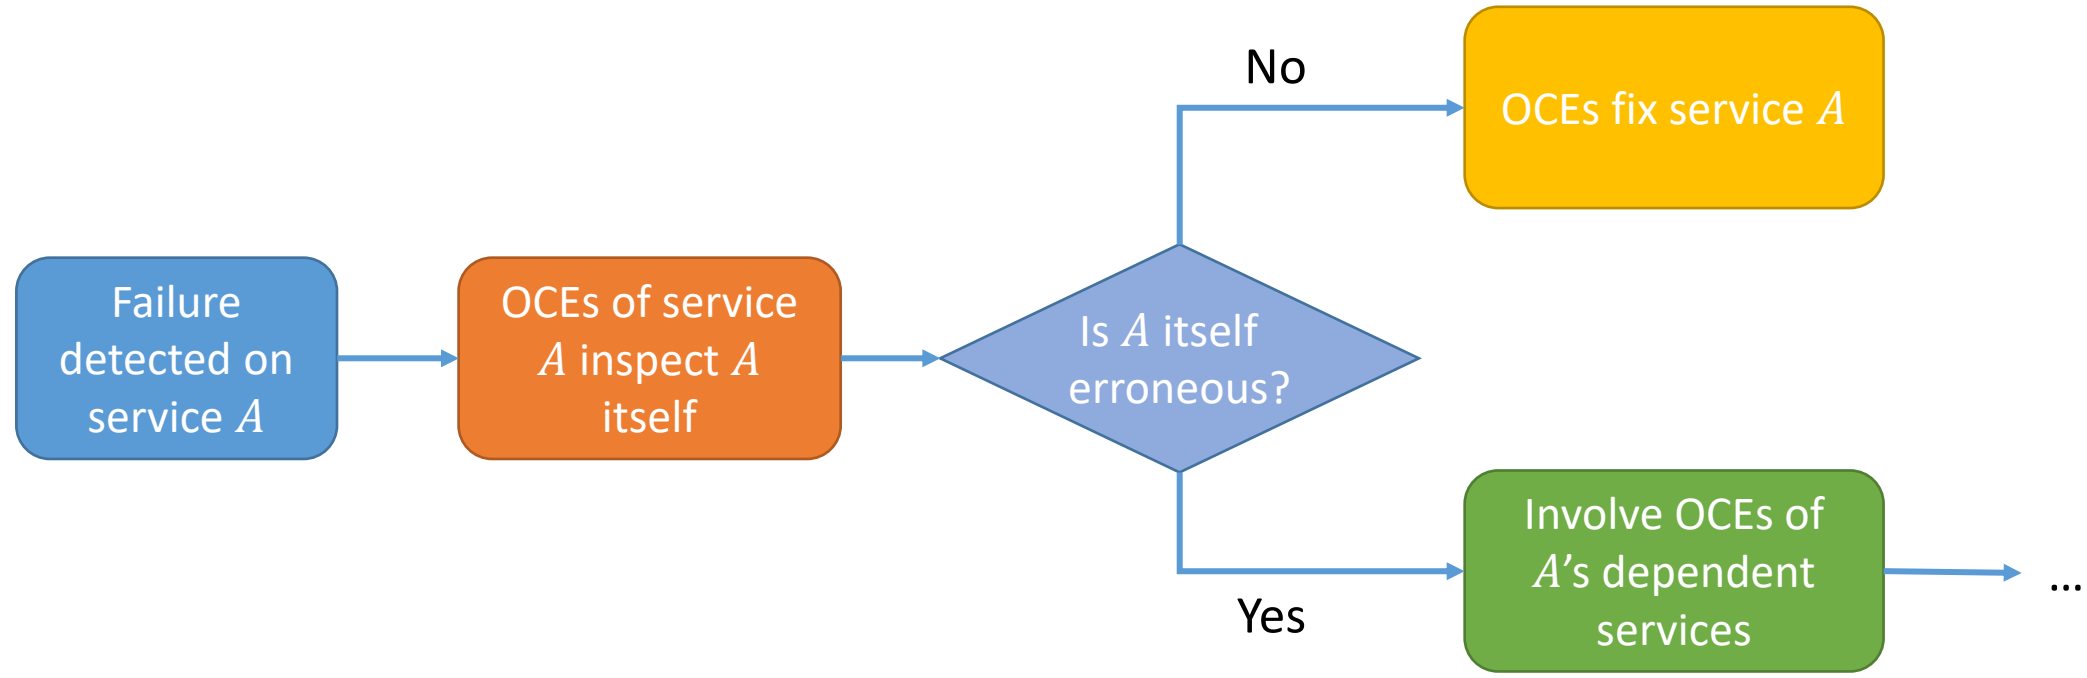 Failure
detected on
service A
OCEs of service
A inspect A
itself
Is A itself
erroneous?
No
OCEs fix service A
Yes
Involve OCEs of
A’s dependent
services
...